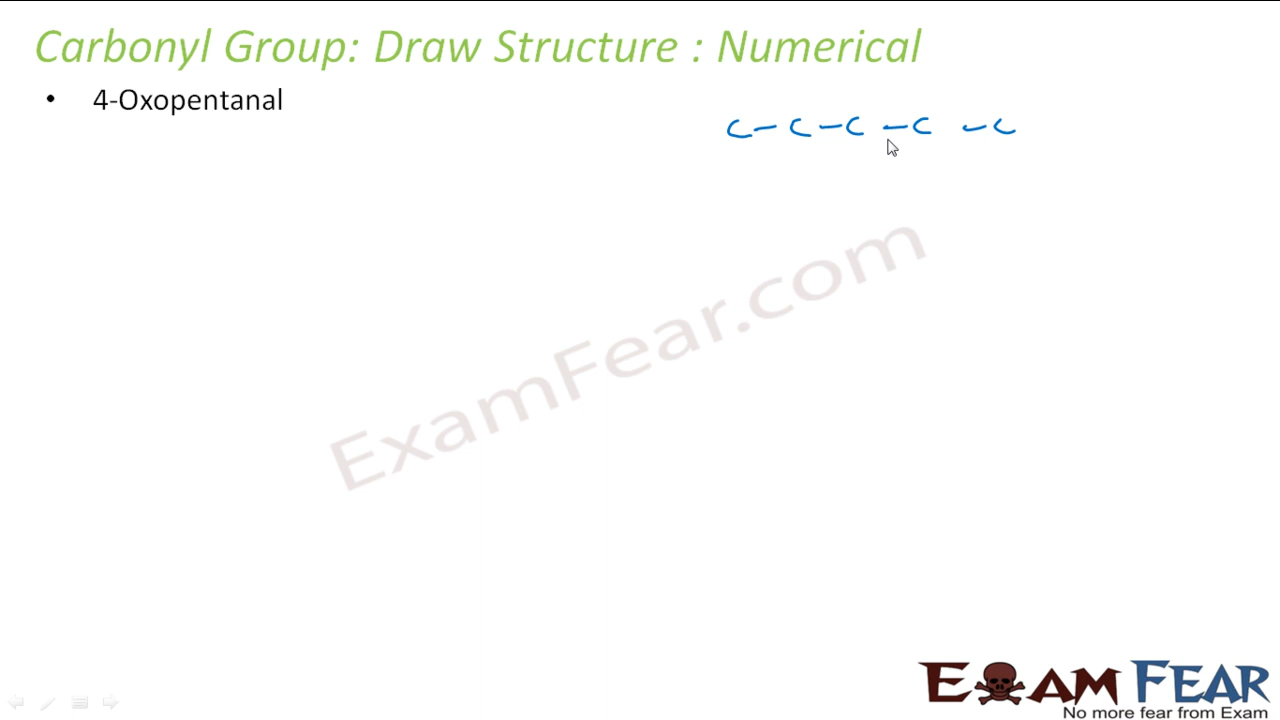 Carbonyl Group: Draw Structure : Numerical
• 4-Oxopentanal
C – C – C – C – C
ExamFear.com
EXAM FEAR
No more fear from Exam